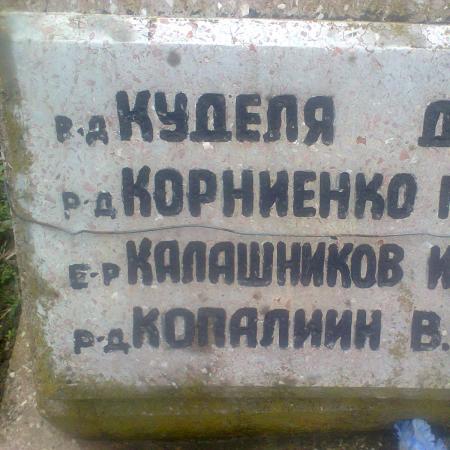 р-д КУДЕЛЯ Д
р-д КОРНИЕНКО
Е-Р КАЛАШНИКОВ И
р-д КОПАЛИИН В.